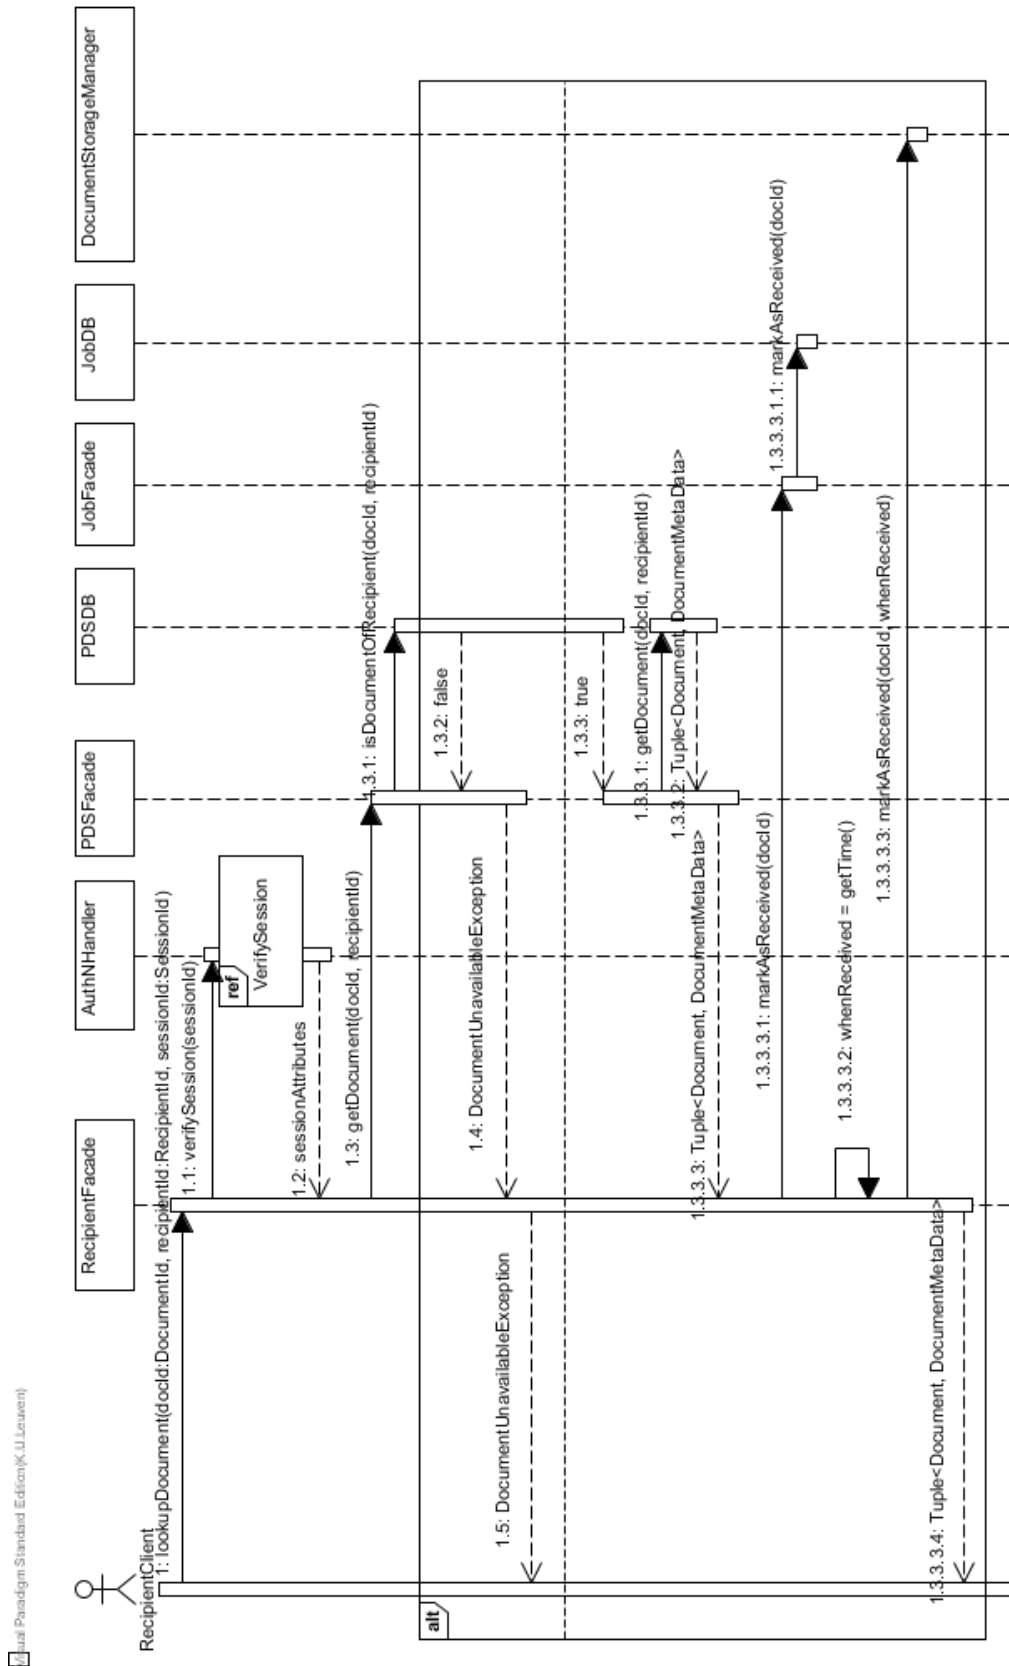 Visual Paradigm Standard Edition(K.U.Leuven)
RecipientClient
RecipientFacade
AuthNHandler
PDSFacade
PDSDB
JobFacade
JobDB
DocumentStorageManager
1: lookupDocument(docId:DocumentId, recipientId:RecipientId, sessionId:SessionId)
1.1: verifySession(sessionId)
ref
VerifySession
1.2: sessionAttributes
1.3: getDocument(docId, recipientId)
1.3.1: isDocumentOfRecipient(docId, recipientId)
alt
1.3.2: false
1.4: DocumentUnavailableException
1.5: DocumentUnavailableException
1.3.3: true
1.3.3.1: getDocument(docId, recipientId)
1.3.3.2: Tuple<Document, DocumentMetaData>
1.3.3.3: Tuple<Document, DocumentMetaData>
1.3.3.3.1: markAsReceived(docId)
1.3.3.3.1.1: markAsReceived(docId)
1.3.3.3.2: whenReceived = getTime()
1.3.3.3.3: markAsReceived(docId, whenReceived)
1.3.3.3.4: Tuple<Document, DocumentMetaData>